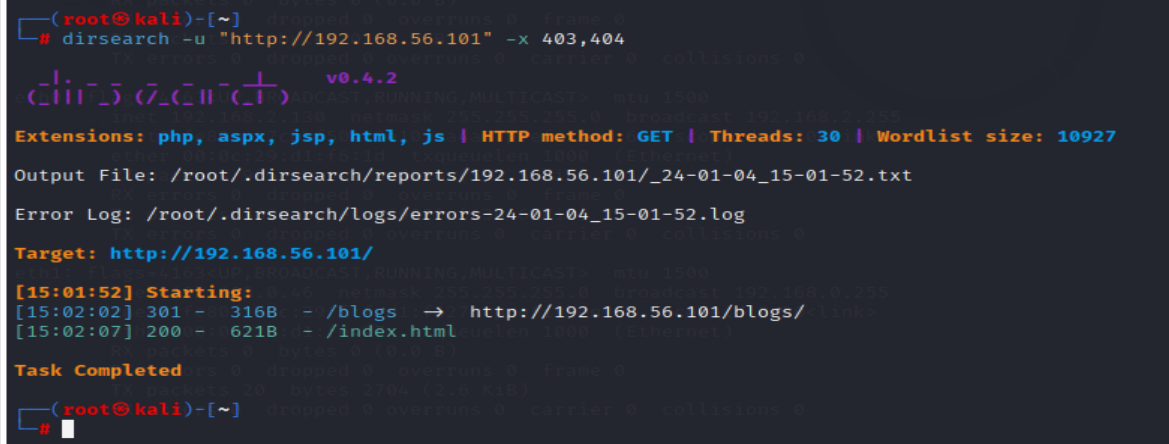 (root㉿kali)-[~]
# dirsearch -u "http://192.168.56.101" -x 403,404
v0.4.2
Extensions: php, aspx, jsp, html, js | HTTP method: GET | Threads: 30 | Wordlist size: 10927
Output File: /root/.dirsearch/reports/192.168.56.101/_24-01-04_15-01-52.txt
Error Log: /root/.dirsearch/logs/errors-24-01-04_15-01-52.log
Target: http://192.168.56.101/
[15:01:52] Starting:
[15:02:02] 301 - 316B - /blogs → http://192.168.56.101/blogs/
[15:02:07] 200 - 621B - /index.html
Task Completed
(root㉿kali)-[~]
#